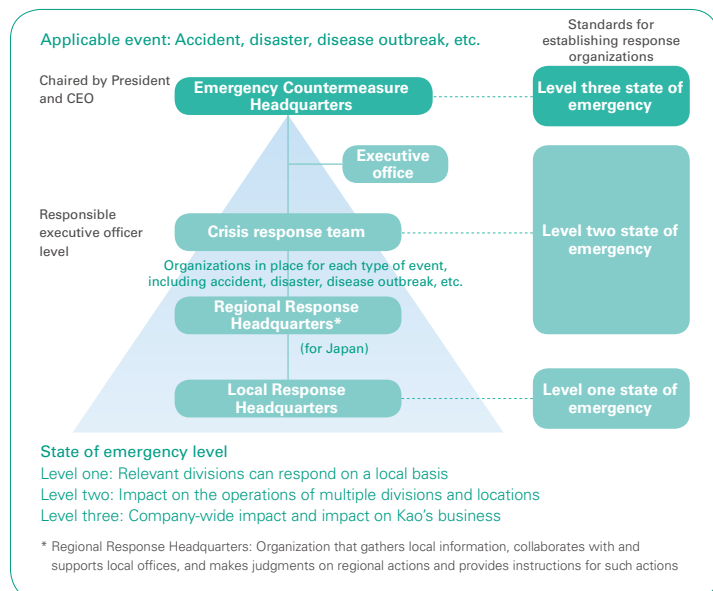 Applicable event: Accident, disaster, disease outbreak, etc.
Standards for
establishing response
organizations
Chaired by President
and CEO
Emergency Countermeasure
Headquarters
Level three state of
emergency
Executive
office
Responsible
executive officer
level
Crisis response team
Level two state of
emergency
Organizations in place for each type of event,
including accident, disaster, disease outbreak, etc.
Regional Response
Headquarters*
(for Japan)
Local Response
Headquarters
Level one state of
emergency
State of emergency level
Level one: Relevant divisions can respond on a local basis
Level two: Impact on the operations of multiple divisions and locations
Level three: Company-wide impact and impact on Kao's business
* Regional Response Headquarters: Organization that gathers local information, collaborates with and
supports local offices, and makes judgments on regional actions and provides instructions for such actions